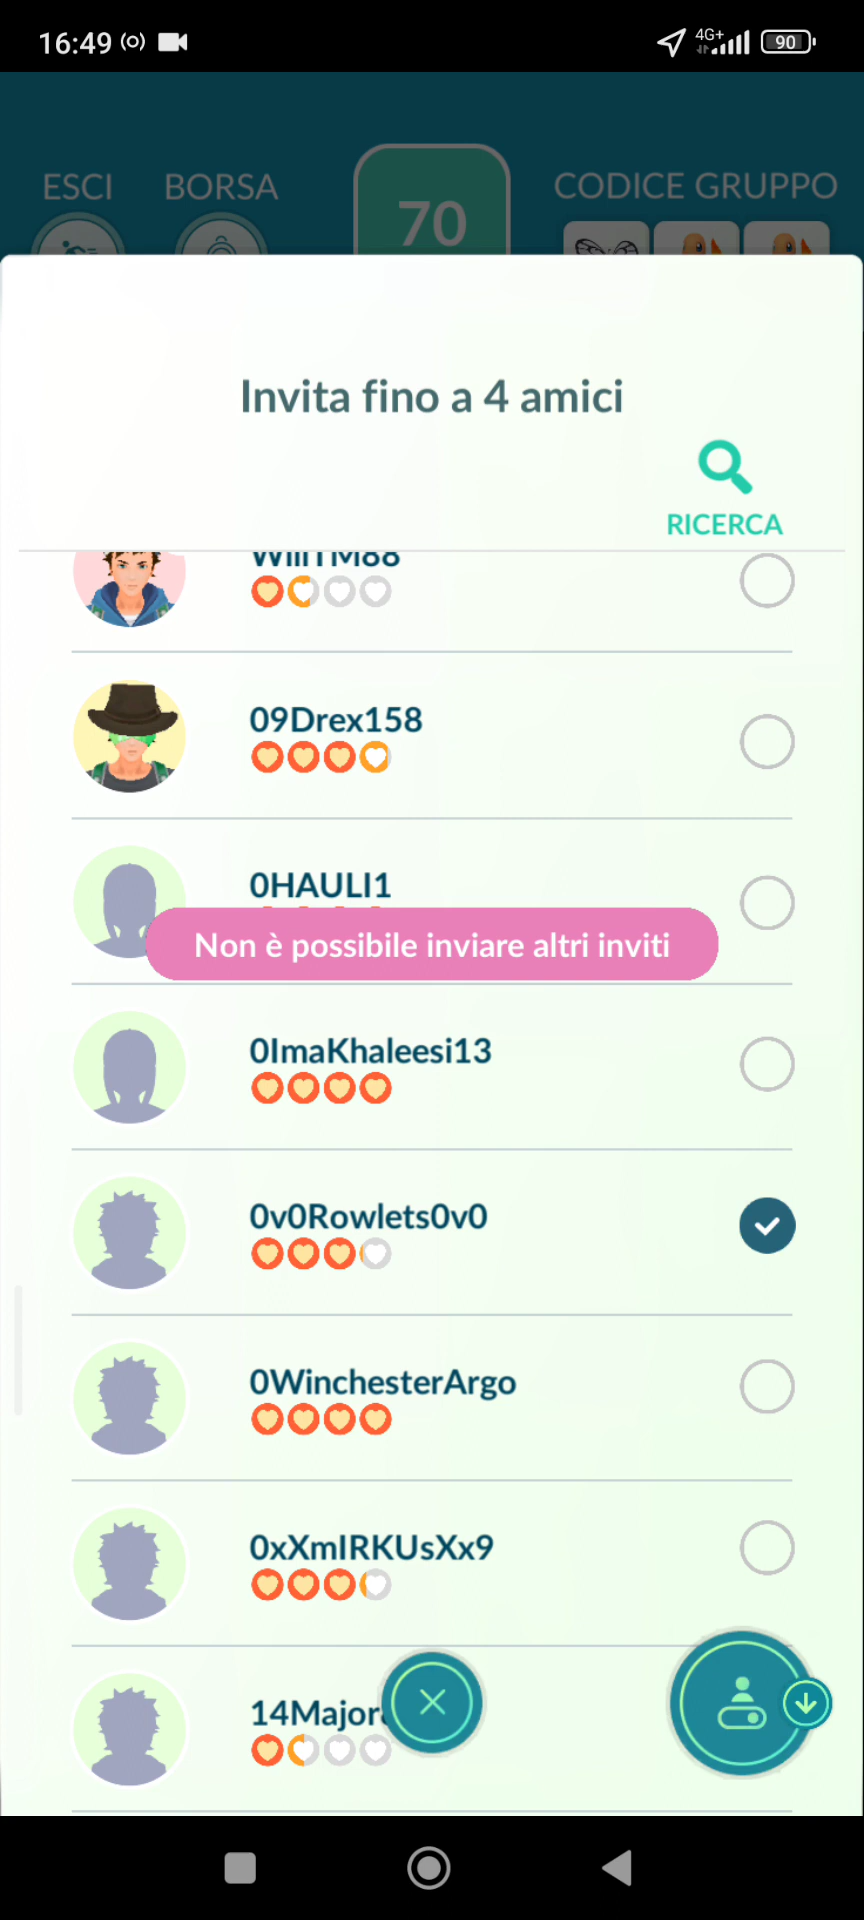 16:49
4G+
90
ESCI
BORSA
70
CODICE GRUPPO
Invita fino a 4 amici
RICERCA
09Drex158
0HAULI1
Non è possibile inviare altri inviti
0ImaKhaleesi13
0v0Rowlets0v0
0WinchesterArgo
0xXmIRKUsXx9